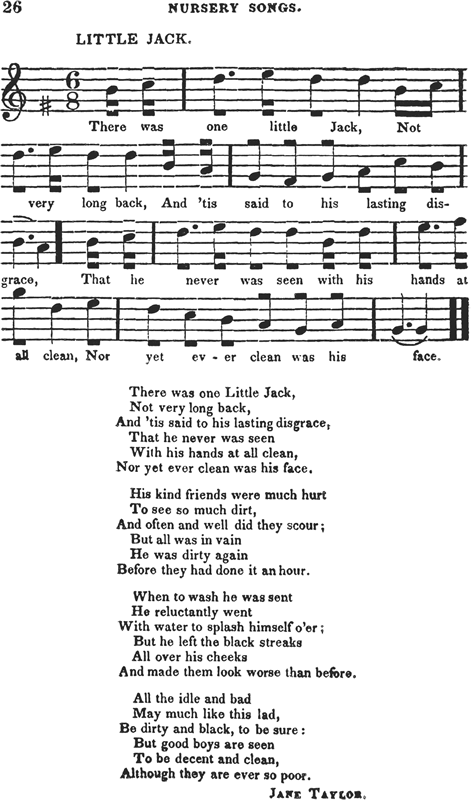 26 NURSERY SONGS.
LITTLE JACK.
6
8
There was one little Jack, Not
very long back, And 'tis said to his lasting dis-
grace, That he never was seen with his hands at
all clean, Nor yet ev - er clean was his face.
There was one Little Jack,
Not very long back,
And 'tis said to his lasting disgrace,
That he never was seen
With his hands at all clean,
Nor yet ever clean was his face.
His kind friends were much hurt
To see so much dirt,
And often and well did they scour;
But all was in vain
He was dirty again
Before they had done it an hour.
When to wash he was sent
He reluctantly went
With water to splash himself o'er;
But he left the black streaks
All over his cheeks
And made them look worse than before.
All the idle and bad
May much like this lad,
Be dirty and black, to be sure:
But good boys are seen
To be decent and clean,
Although they are ever so poor.
JANE TAYLOR.